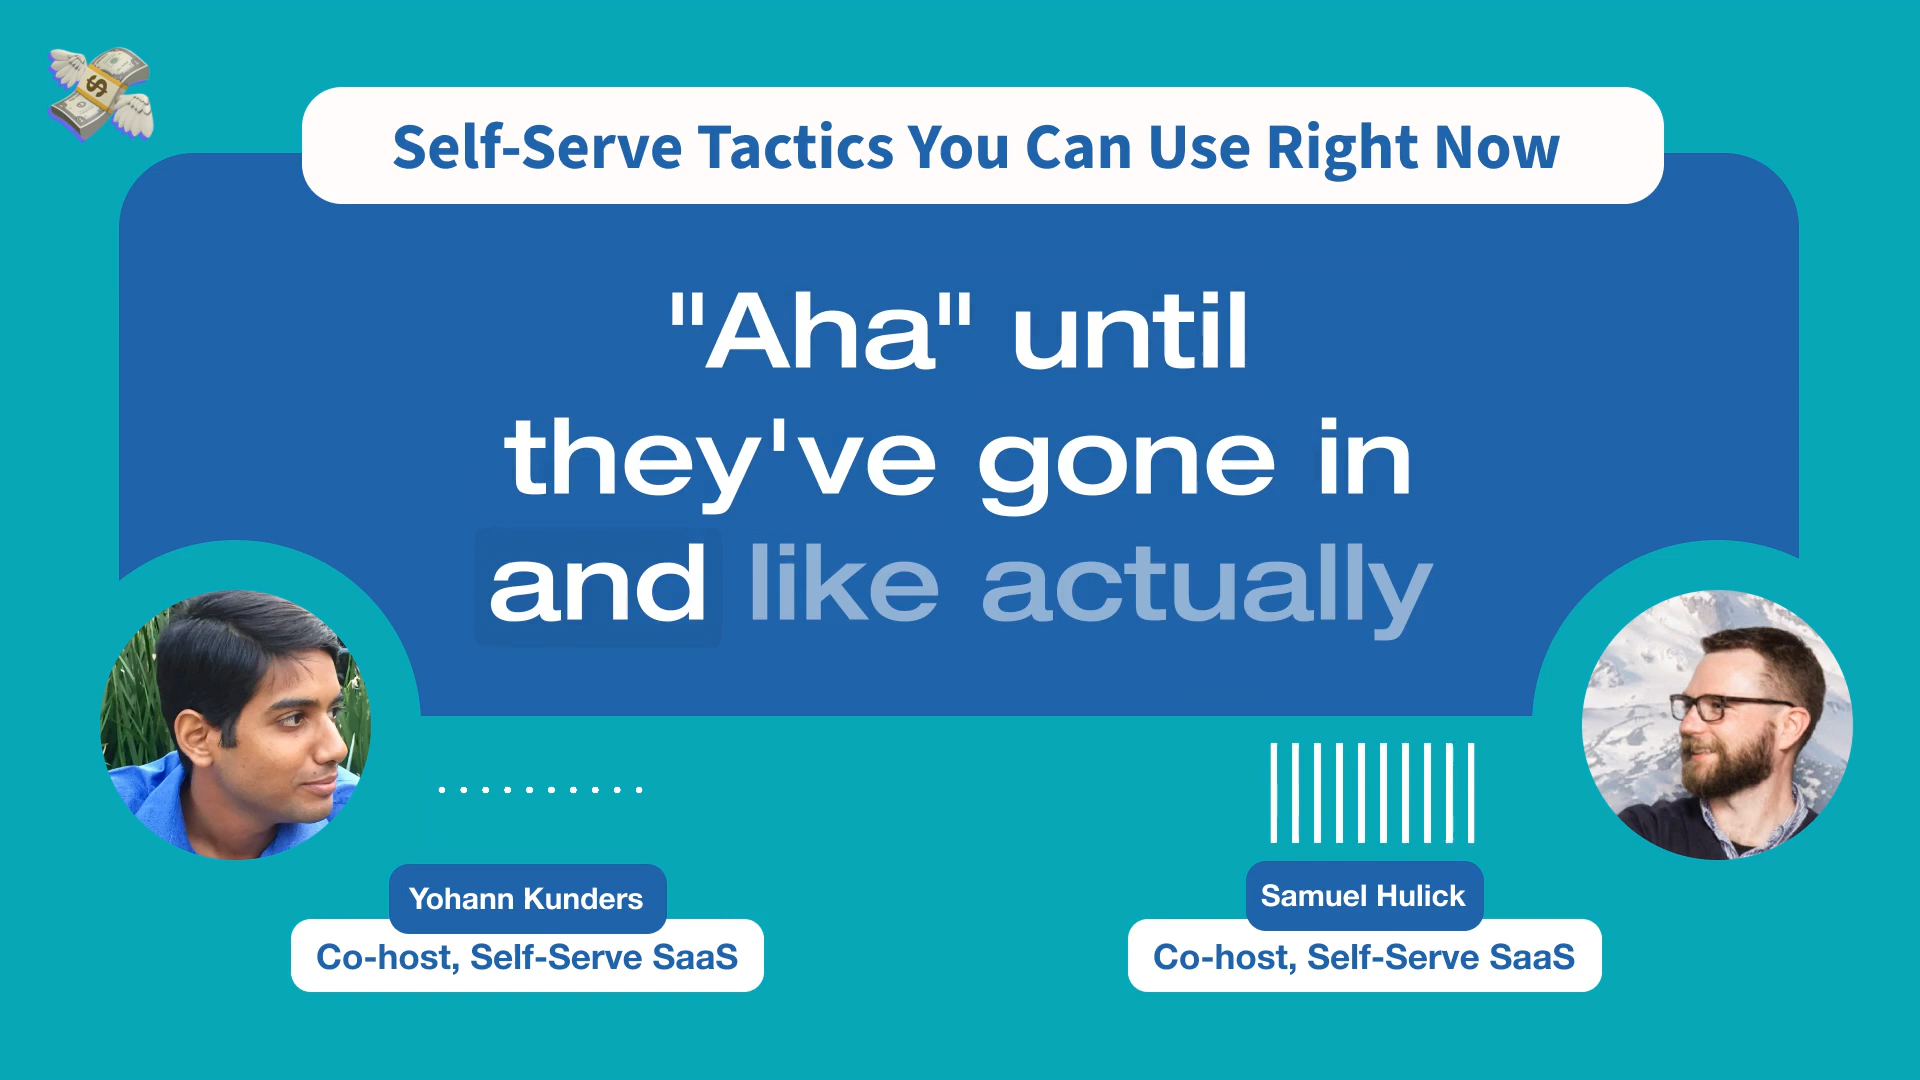 Self-Serve Tactics You Can Use Right Now
"Aha" until
they've gone in
and like actually
Yohann Kunders
Co-host, Self-Serve SaaS
Samuel Hulick
Co-host, Self-Serve SaaS